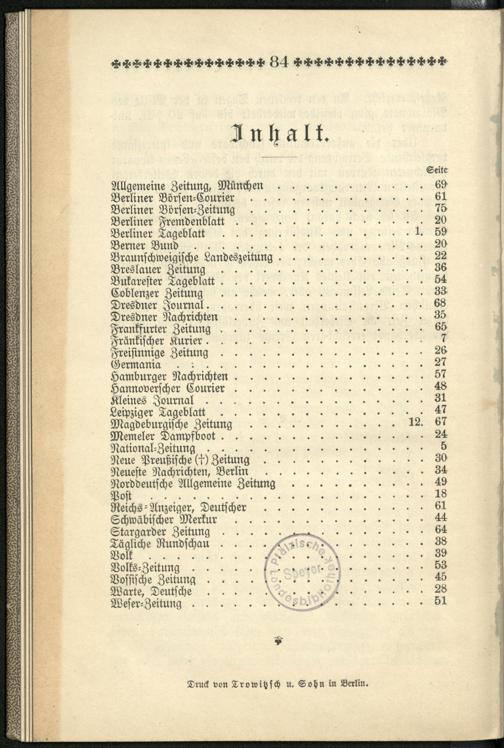 84
Inhalt.
Seite
Allgemeine Zeitung, München 69
Berliner Börsen-Courier 61
Berliner Börsen-Zeitung 75
Berliner Fremdenblatt 20
Berliner Tageblatt 1. 59
Berner Bund 20
Braunschweigische Landeszeitung 22
Breslauer Zeitung 36
Bukarester Tageblatt 54
Coblenzer Zeitung 33
Dresdner Journal 68
Dresdner Nachrichten 35
Frankfurter Zeitung 65
Fränkischer Kurier 7
Freisinnige Zeitung 26
Germania 27
Hamburger Nachrichten 57
Hannoverscher Courier 48
Kleines Journal 31
Leipziger Tageblatt 47
Magdeburgische Zeitung 12. 67
Memeler Dampfboot 24
National-Zeitung 5
Neue Preußische (†) Zeitung 30
Neueste Nachrichten, Berlin 34
Norddeutsche Allgemeine Zeitung 49
Post 18
Reichs-Anzeiger, Deutscher 61
Schwäbischer Merkur 44
Stargarder Zeitung 64
Tägliche Rundschau 38
Volk 39
Volks-Zeitung 53
Vossische Zeitung 45
Warte, Deutsche 28
Weser-Zeitung 51
Pfälzische Landesbibliothek
Speyer
Druck von Trowitzsch u. Sohn in Berlin.